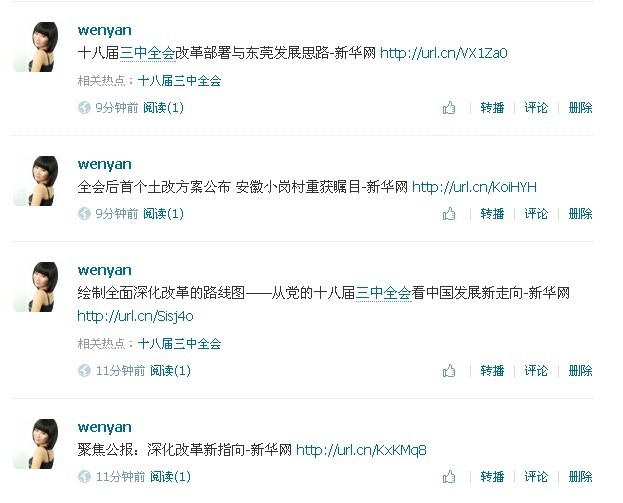 wenyan
十八届三中全会改革部署与东莞发展思路-新华网 http://url.cn/VX1Za0
相关热点：十八届三中全会
9分钟前 阅读(1) 转播 评论 删除
wenyan
全会后首个土改方案公布 安徽小岗村重获瞩目-新华网 http://url.cn/KoiHYH
9分钟前 阅读(1) 转播 评论 删除
wenyan
绘制全面深化改革的路线图——从党的十八届三中全会看中国发展新走向-新华网
http://url.cn/Sisj4o
相关热点：十八届三中全会
11分钟前 阅读(1) 转播 评论 删除
wenyan
聚焦公报：深化改革新指向-新华网 http://url.cn/KxKMq8
11分钟前 阅读(1) 转播 评论 删除